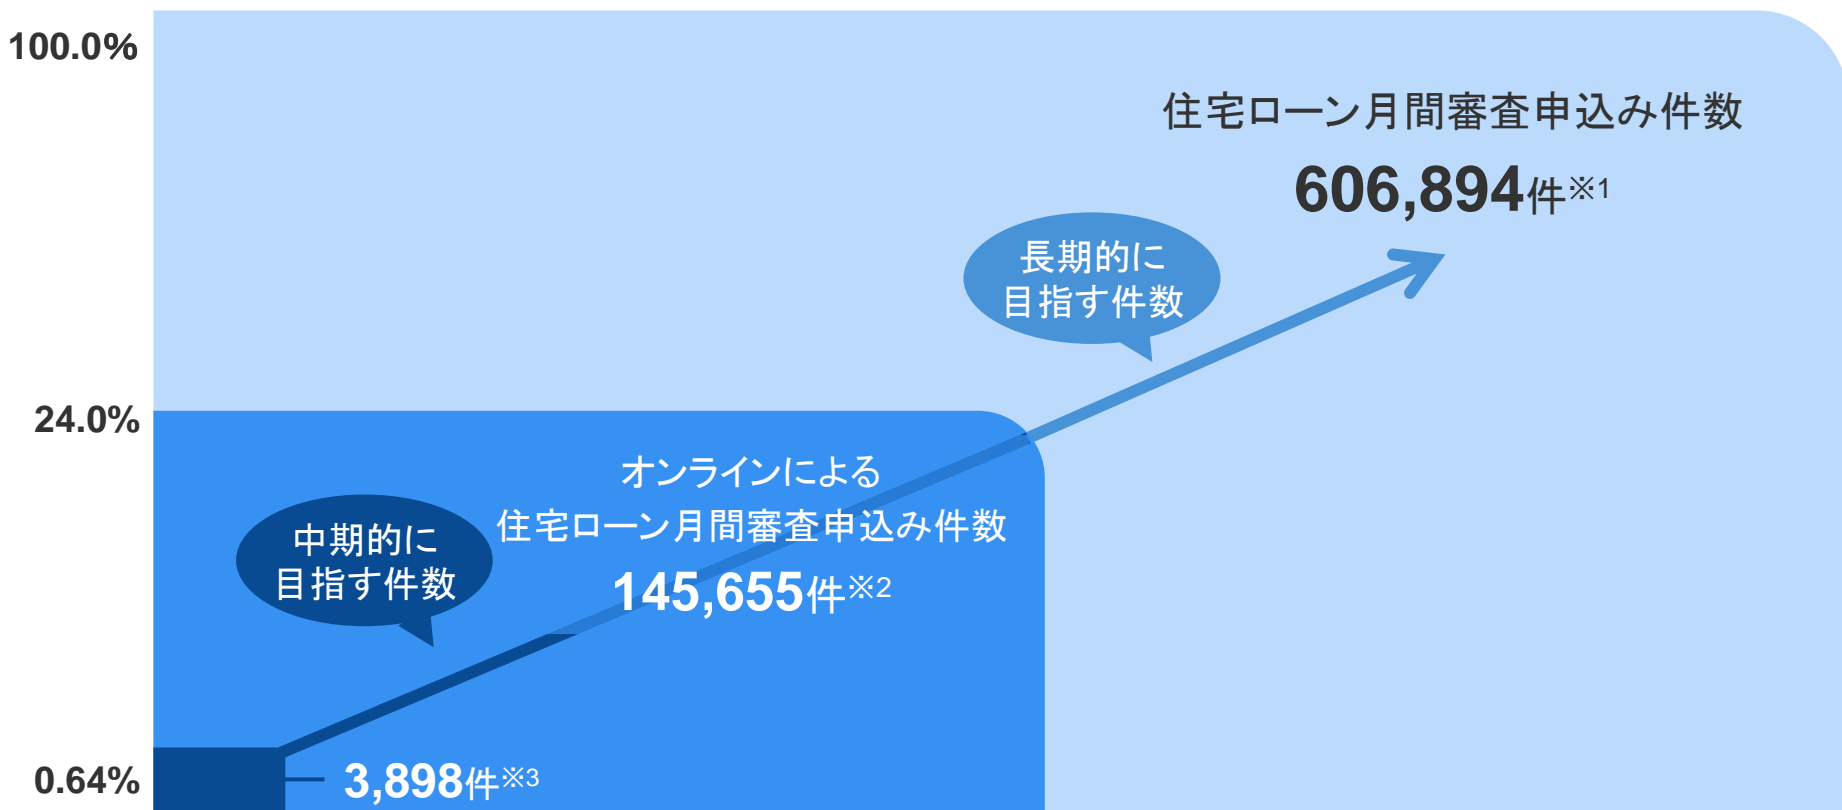 100.0%
住宅ローン月間審査申込み件数
606,894件※1
長期的に
目指す件数
24.0%
オンラインによる
住宅ローン月間審査申込み件数
145,655件※2
中期的に
目指す件数
0.64%
3,898件※3